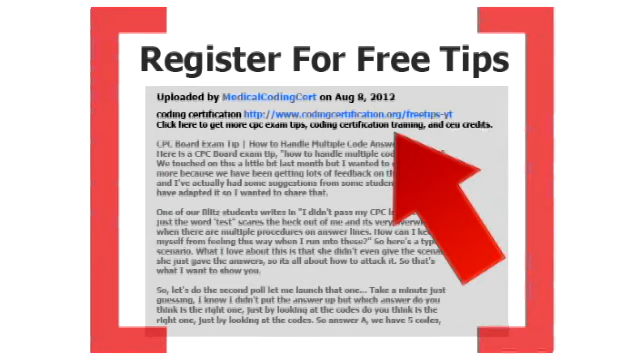 Register For Free Tips
Uploaded by MedicalCodingCert on Aug 8, 2012
coding certification http://www.codingcertification.org/freetips-yt
Click here to get more cpc exam tips, coding certification training, and ceu credits.
CPC Board Exam Tip | How to Handle Multiple Code
Here is a CPC Board exam tip, "how to handle multiple
We touched on this a little bit last month but I wanted to
more because we have been getting lots of feedback on
and I've actually had some suggestions from some
have adapted it so I wanted to share that.
One of our Blitz students writes in "I didn't pass my CPC
just the word 'test' scares the heck out of me and its very
when there are multiple procedures on answer lines. How can I
myself from feeling this way when I run into these?" So here's a
scenario. What I love about this is that she didn't even give the
she just gave the answers, so its all about how to attack it. So that's
what I want to show you.
So, let's do the second poll let me launch that one... Take a minute just
guessing, I know I didn't put the answer up but which answer do you
think is the right one, just by looking at the codes do you think is the
right one, just by looking at the codes. So answer A, we have 5 codes,